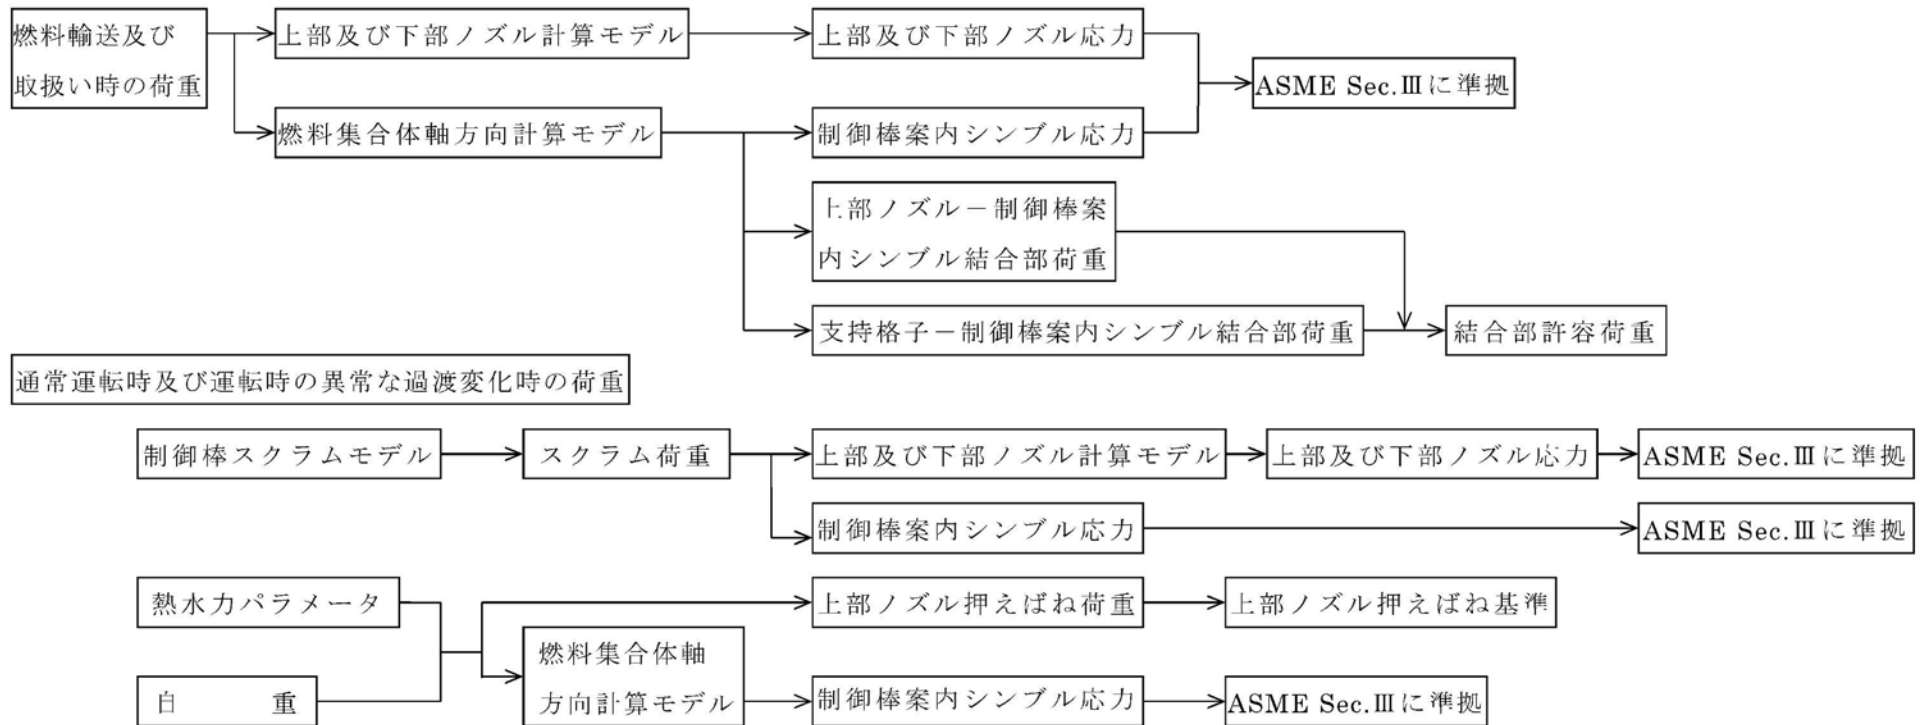 燃料輸送及び
取扱い時の荷重
上部及び下部ノズル計算モデル
上部及び下部ノズル応力
ASME Sec.Ⅲに準拠
燃料集合体軸方向計算モデル
制御棒案内シンブル応力
上部ノズル－制御棒案
内シンブル結合部荷重
支持格子－制御棒案内シンブル結合部荷重
結合部許容荷重
通常運転時及び運転時の異常な過渡変化時の荷重
制御棒スクラムモデル
スクラム荷重
上部及び下部ノズル計算モデル
上部及び下部ノズル応力
ASME Sec.Ⅲに準拠
制御棒案内シンブル応力
ASME Sec.Ⅲに準拠
熱水力パラメータ
上部ノズル押えばね荷重
上部ノズル押えばね基準
自　　　重
燃料集合体軸
方向計算モデル
制御棒案内シンブル応力
ASME Sec.Ⅲに準拠